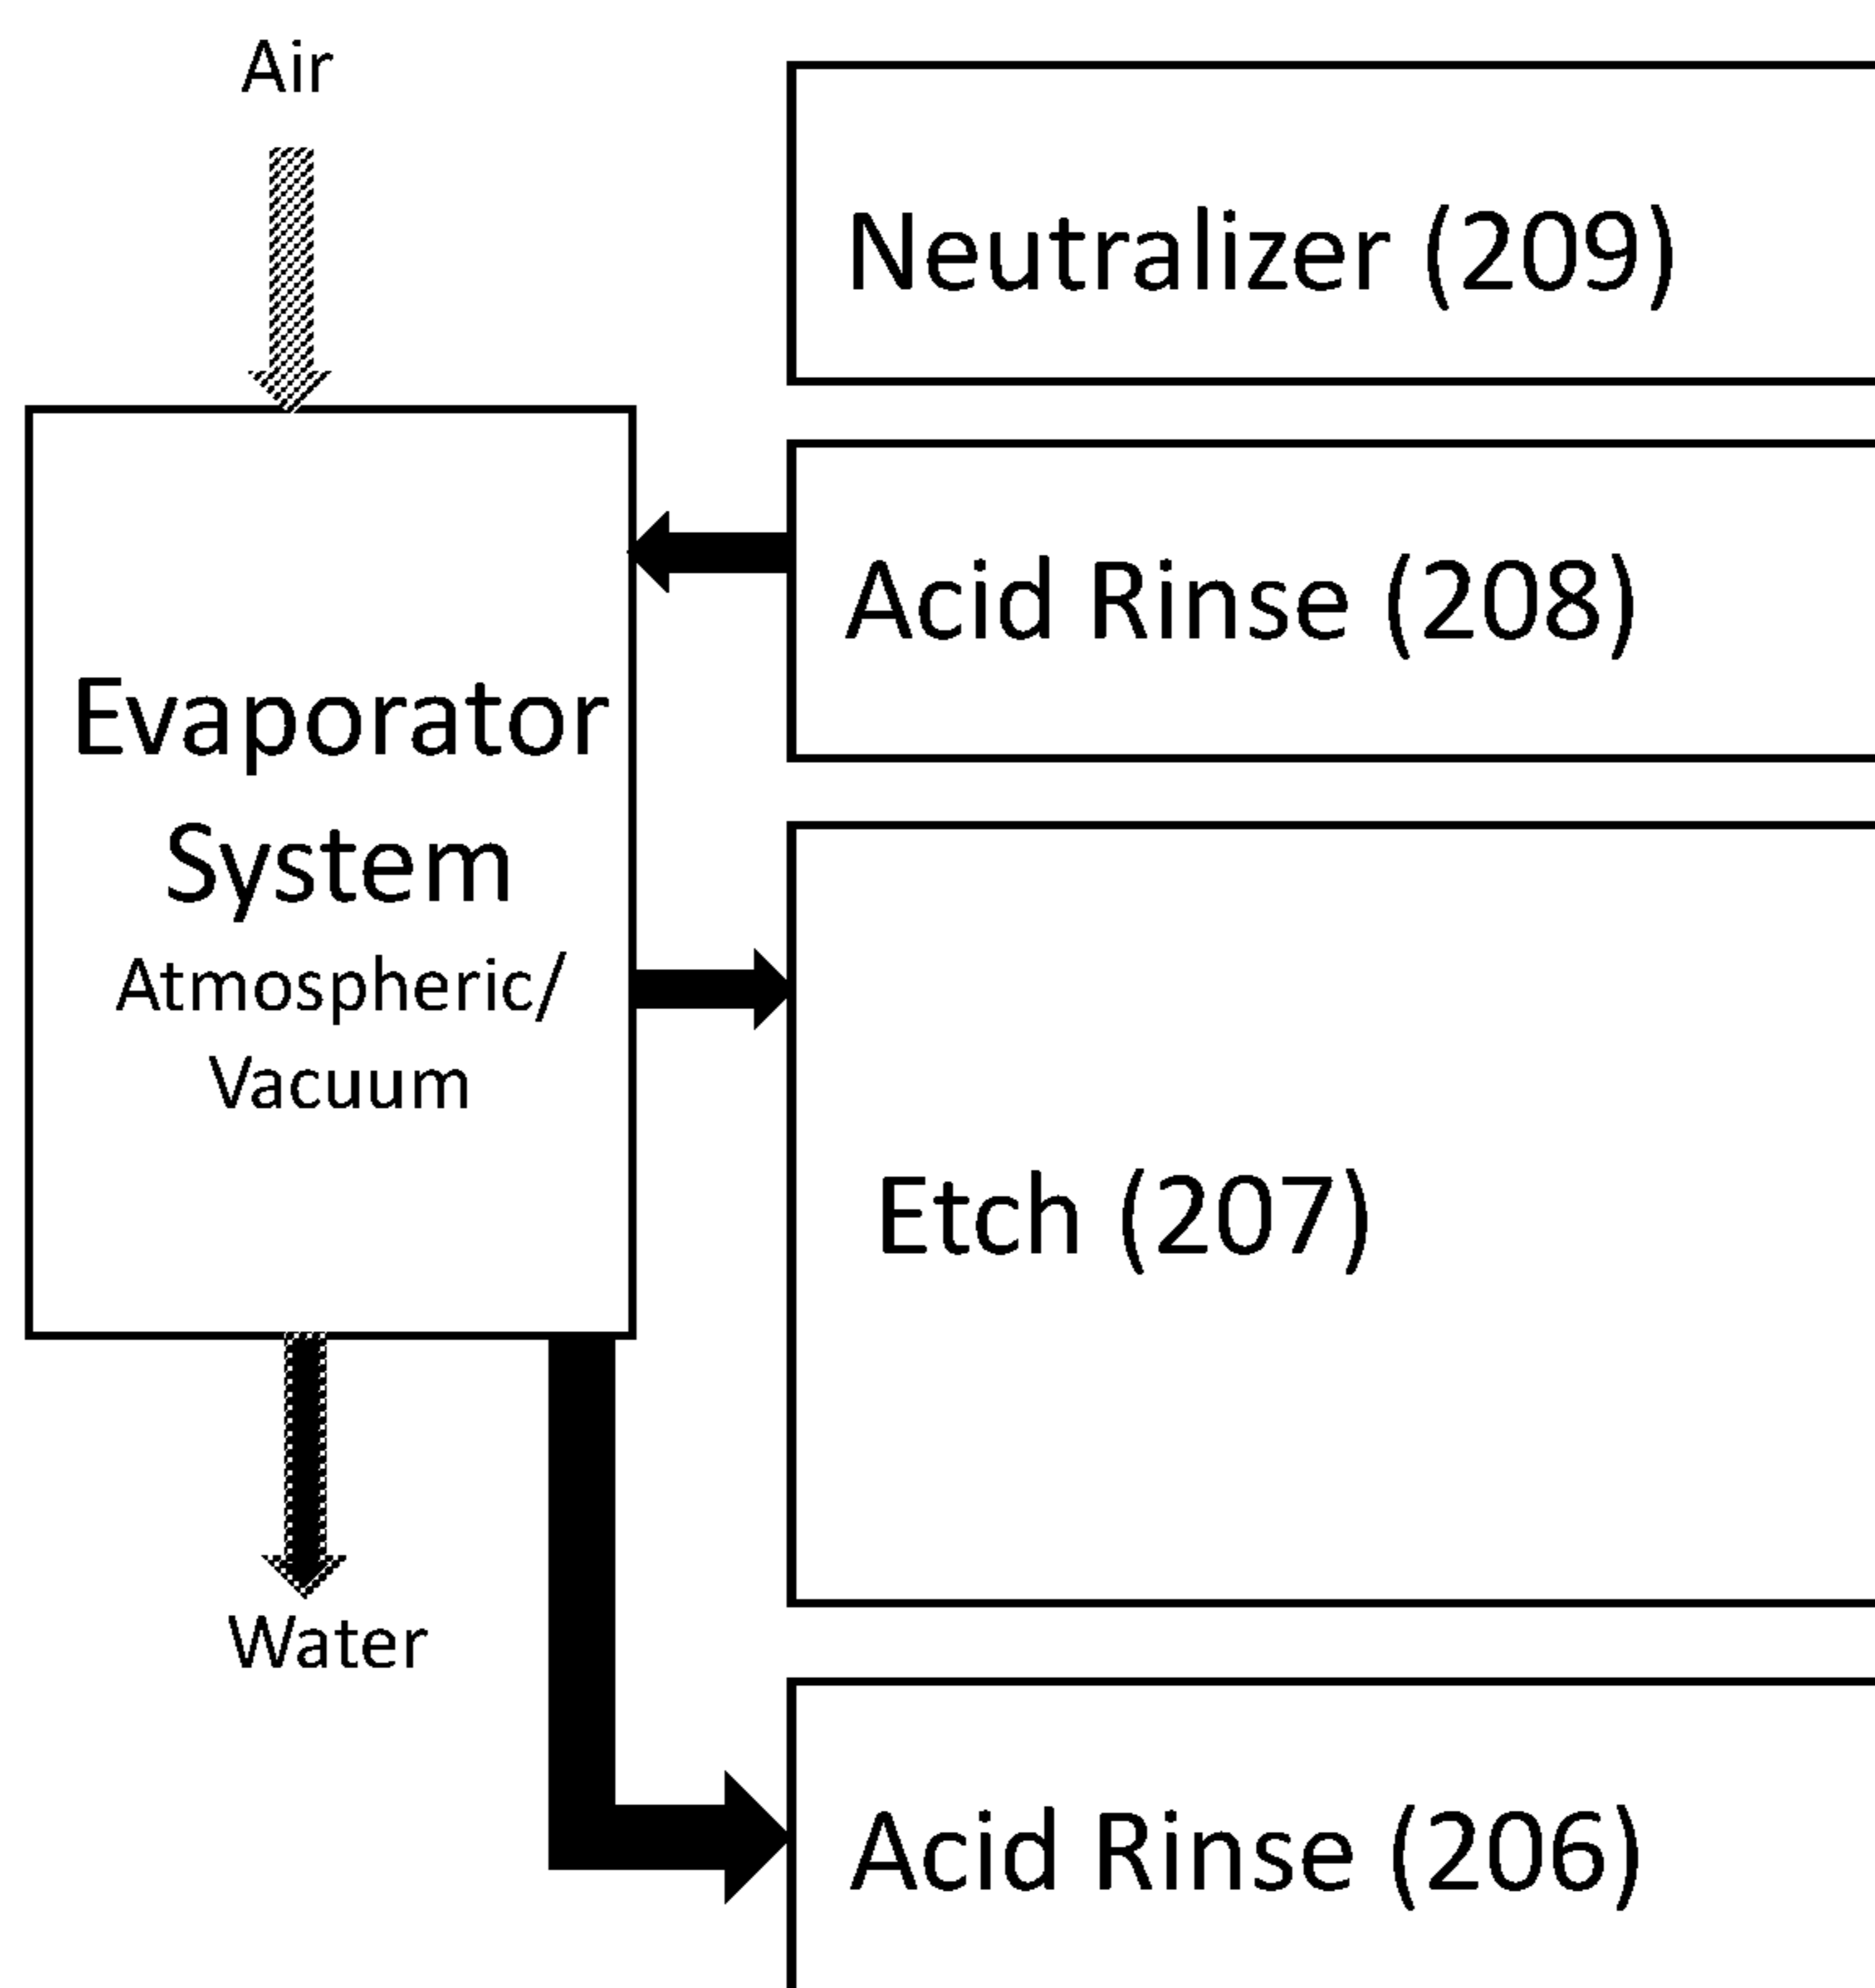 Air
Neutralizer (209)
Acid Rinse (208)
Evaporator
System
Atmospheric/
Vacuum
Etch (207)
Water
Acid Rinse (206)